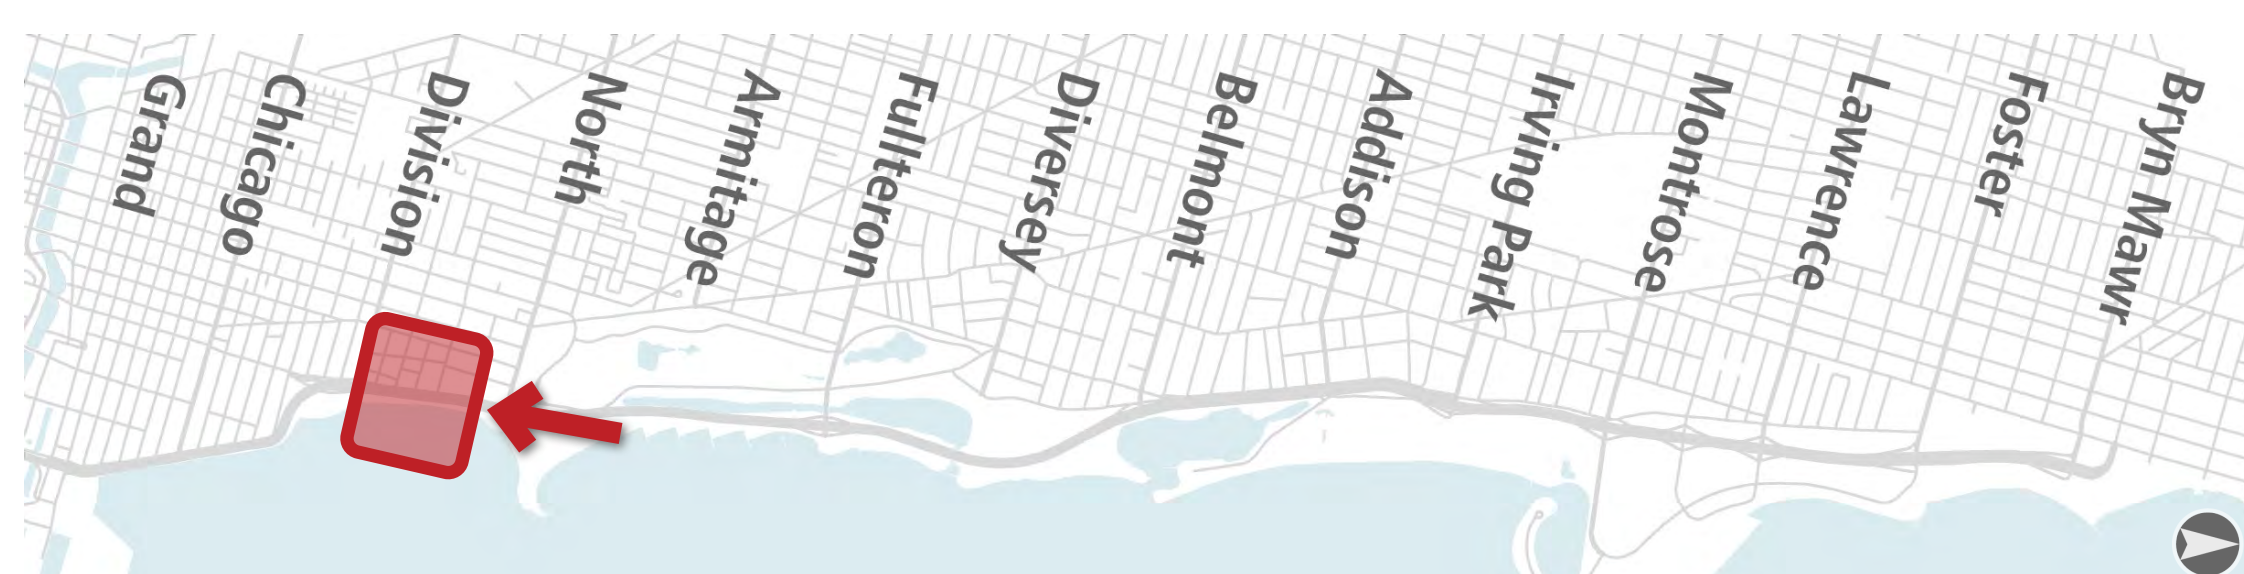 Grand
Chicago
Division
North
Armitage
Fullteron
Diversey
Belmont
Addison
Irving Park
Montrose
Lawrence
Foster
Bryn Mawr